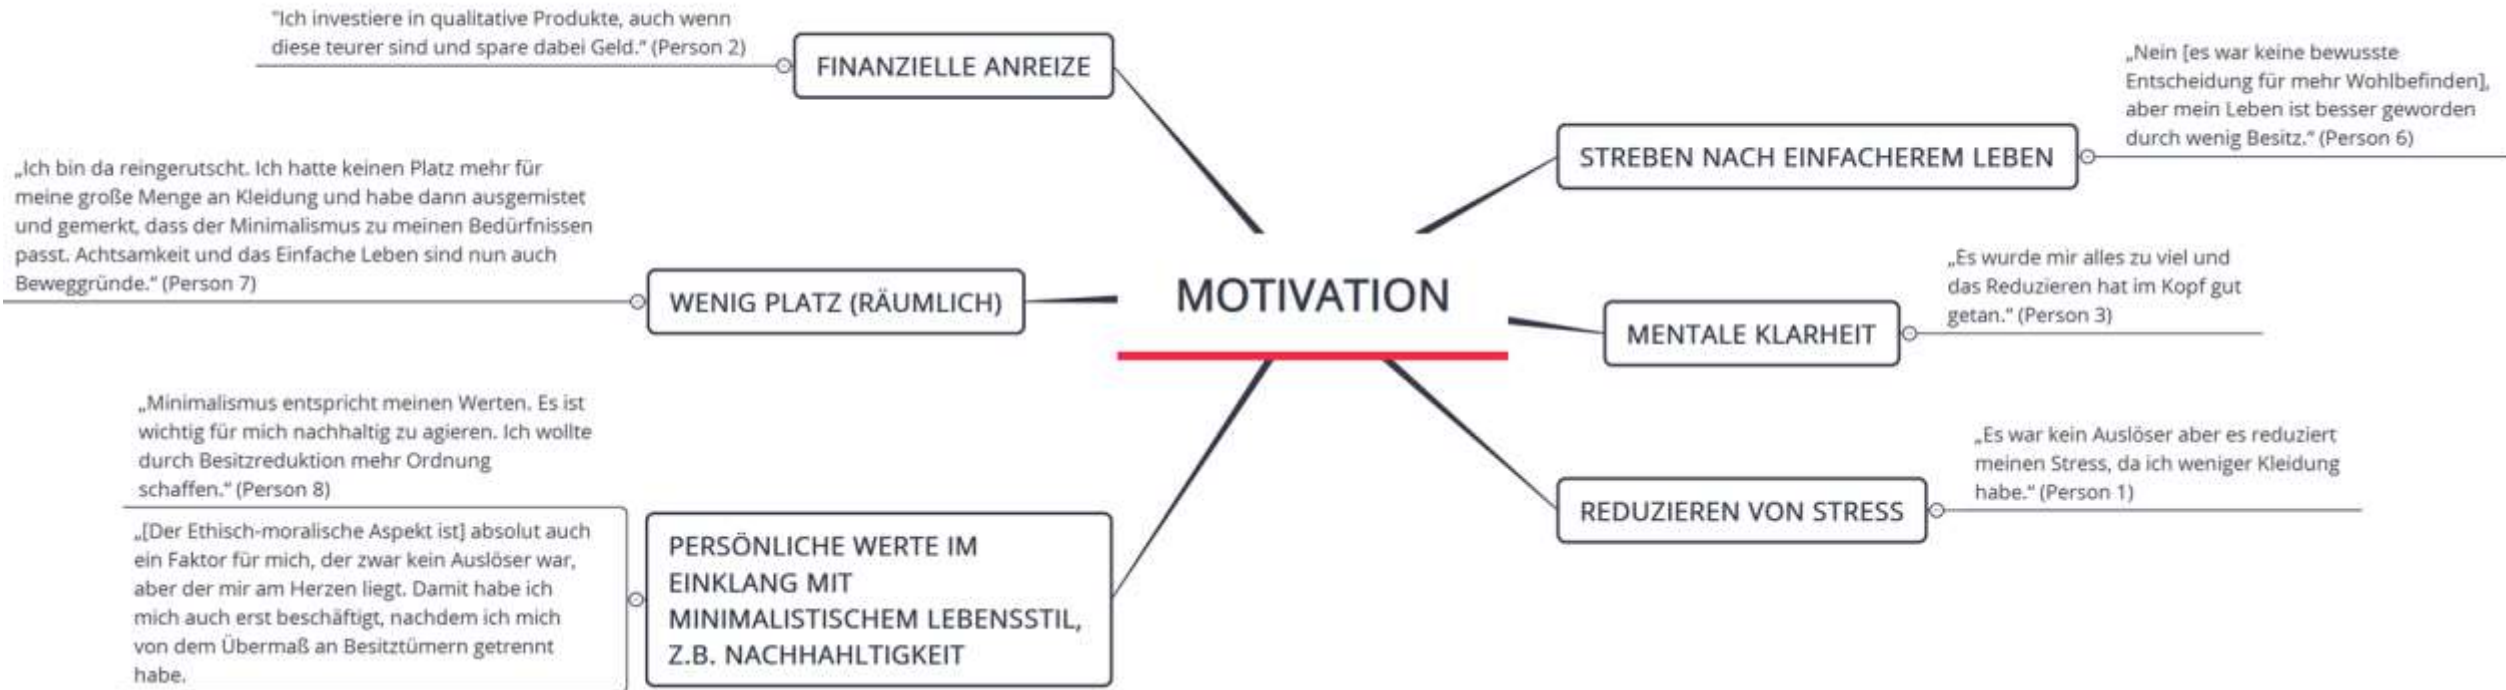 "Ich investiere in qualitative Produkte, auch wenn
diese teurer sind und spare dabei Geld.“ (Person 2)
FINANZIELLE ANREIZE
„Ich bin da reingerutscht. Ich hatte keinen Platz mehr für
meine große Menge an Kleidung und habe dann ausgemistet
und gemerkt, dass der Minimalismus zu meinen Bedürfnissen
passt. Achtsamkeit und das Einfache Leben sind nun auch
Beweggründe.“ (Person 7)
WENIG PLATZ (RÄUMLICH)
„Minimalismus entspricht meinen Werten. Es ist
wichtig für mich nachhaltig zu agieren. Ich wollte
durch Besitzreduktion mehr Ordnung
schaffen.“ (Person 8)
„[Der Ethisch-moralische Aspekt ist] absolut auch
ein Faktor für mich, der zwar kein Auslöser war,
aber der mir am Herzen liegt. Damit habe ich
mich auch erst beschäftigt, nachdem ich mich
von dem Übermaß an Besitztümern getrennt
habe.
PERSÖNLICHE WERTE IM
EINKLANG MIT
MINIMALISTISCHEM LEBENSSTIL,
Z.B. NACHHAHLTIGKEIT
MOTIVATION
„Nein [es war keine bewusste
Entscheidung für mehr Wohlbefinden],
aber mein Leben ist besser geworden
durch wenig Besitz.“ (Person 6)
STREBEN NACH EINFACHEREM LEBEN
„Es wurde mir alles zu viel und
das Reduzieren hat im Kopf gut
getan.“ (Person 3)
MENTALE KLARHEIT
„Es war kein Auslöser aber es reduziert
meinen Stress, da ich weniger Kleidung
habe.“ (Person 1)
REDUZIEREN VON STRESS